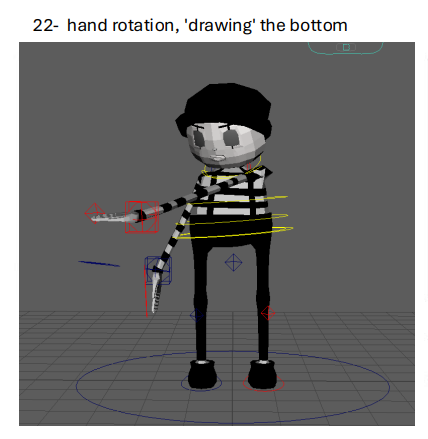 22- hand rotation, 'drawing' the bottom